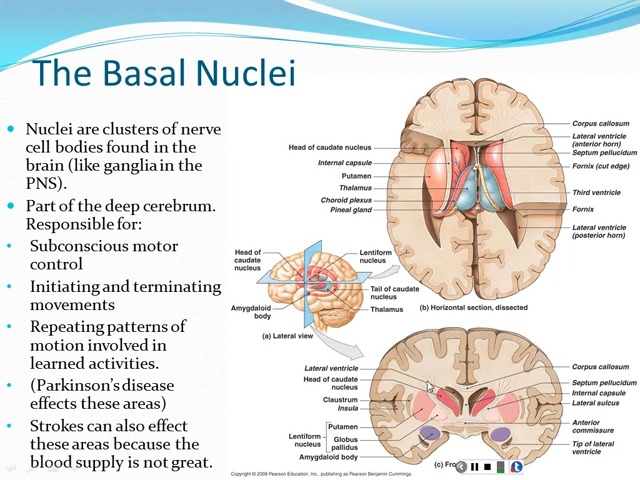 The Basal Nuclei
Nuclei are clusters of nerve
cell bodies found in the
brain (like ganglia in the
PNS).
Part of the deep cerebrum.
Responsible for:
Subconscious motor
control
Initiating and terminating
movements
Repeating patterns of
motion involved in
learned activities.
(Parkinson's disease
effects these areas)
Strokes can also effect
these areas because the
blood supply is not great.
Head of caudate nucleus
Internal capsule
Putamen
Thalamus
Choroid plexus
Pineal gland
Corpus callosum
Lateral ventricle
(anterior horn)
Septum pellucidum
Fornix (cut edge)
Third ventricle
Fornix
Lateral ventricle
(posterior horn)
(b) Horizontal section, dissected
Head of
caudate
nucleus
Lentiform
nucleus
Tail of caudate
nucleus
Thalamus
Amygdaloid
body
(a) Lateral view
Lateral ventricle
Head of caudate
nucleus
Claustrum
Insula
Lentiform
nucleus
Putamen
Globus
pallidus
Amygdaloid body
Corpus callosum
Septum pellucidum
Internal capsule
Lateral sulcus
Anterior
commissure
Tip of lateral
ventricle
(c) Fro
Copyright © 2009 Pearson Education, Inc., publishing as Pearson Benjamin Cummings.